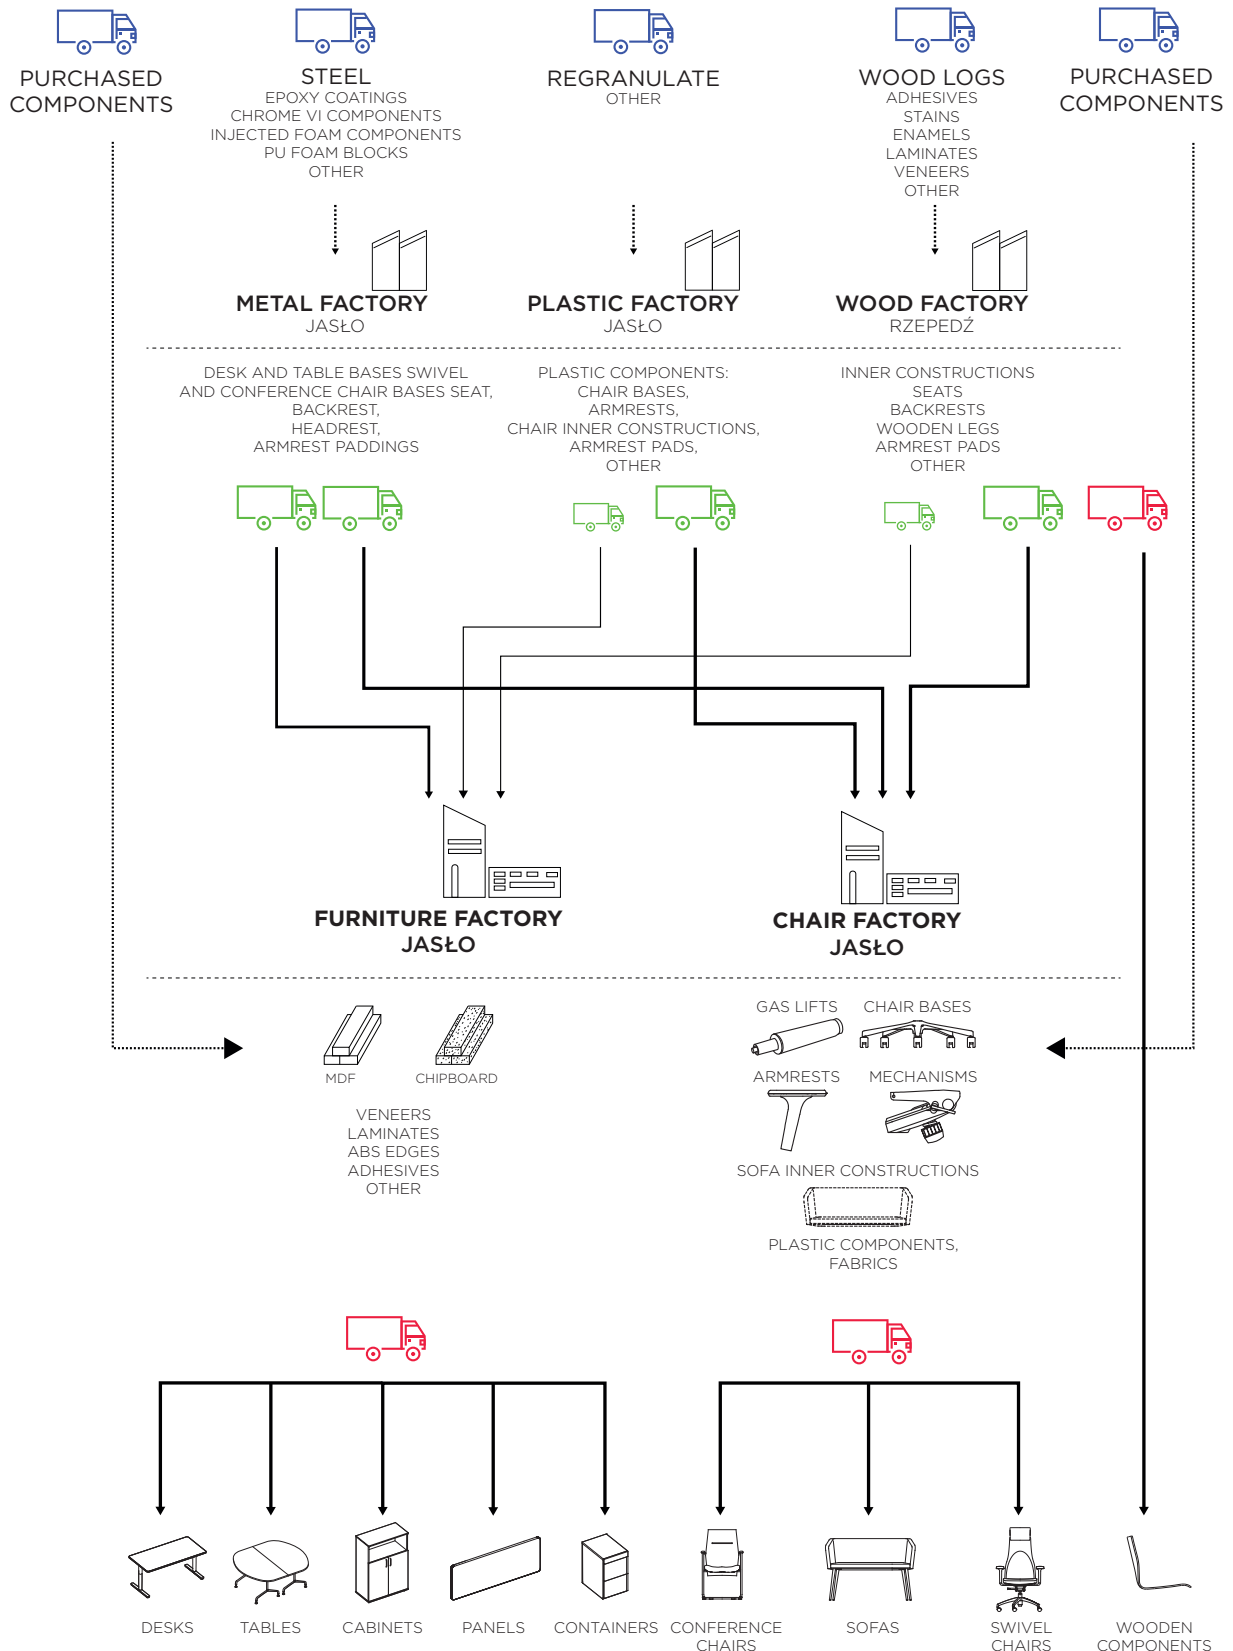 PURCHASED
COMPONENTS
STEEL
EPOXY COATINGS
CHROME VI COMPONENTS
INJECTED FOAM COMPONENTS
PU FOAM BLOCKS
OTHER
REGRANULATE
OTHER
WOOD LOGS
ADHESIVES
STAINS
ENAMELS
LAMINATES
VENEERS
OTHER
PURCHASED
COMPONENTS
METAL FACTORY
JASŁO
PLASTIC FACTORY
JASŁO
WOOD FACTORY
RZEPEDŹ
DESK AND TABLE BASES SWIVEL
AND CONFERENCE CHAIR BASES SEAT,
BACKREST,
HEADREST,
ARMREST PADDINGS
PLASTIC COMPONENTS:
CHAIR BASES,
ARMRESTS,
CHAIR INNER CONSTRUCTIONS,
ARMREST PADS,
OTHER
INNER CONSTRUCTIONS
SEATS
BACKRESTS
WOODEN LEGS
ARMREST PADS
OTHER
FURNITURE FACTORY
JASŁO
CHAIR FACTORY
JASŁO
MDF
CHIPBOARD
VENEERS
LAMINATES
ABS EDGES
ADHESIVES
OTHER
GAS LIFTS
CHAIR BASES
ARMRESTS
MECHANISMS
SOFA INNER CONSTRUCTIONS
PLASTIC COMPONENTS,
FABRICS
DESKS
TABLES
CABINETS
PANELS
CONTAINERS
CONFERENCE
CHAIRS
SOFAS
SWIVEL
CHAIRS
WOODEN
COMPONENTS